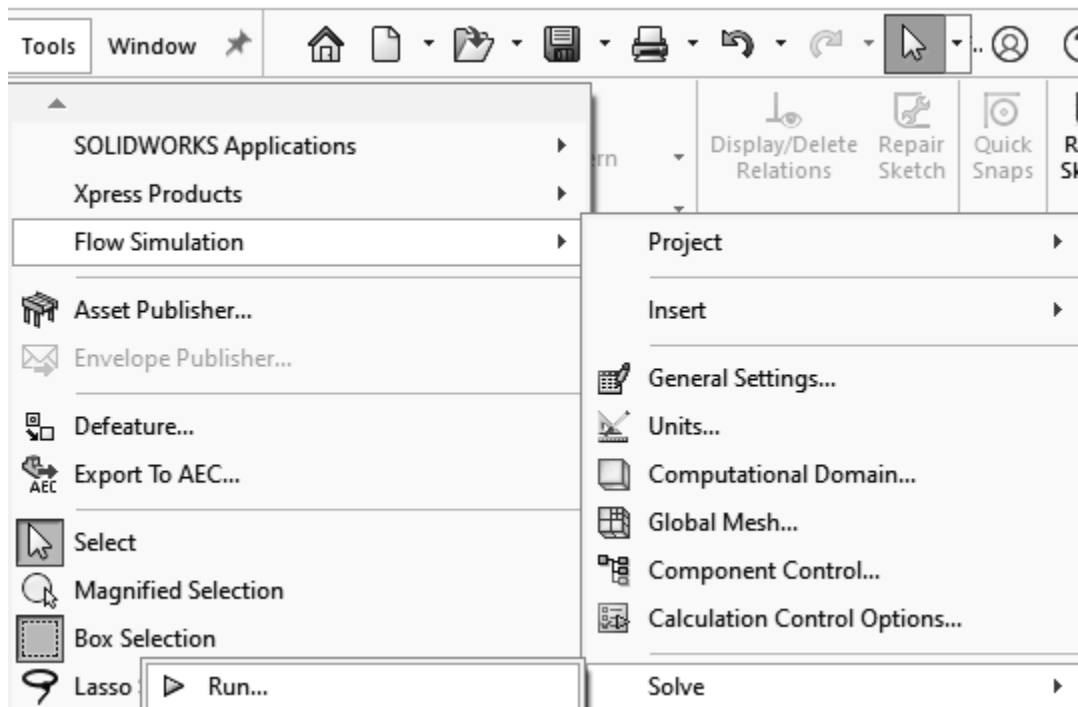 Tools Window
SOLIDWORKS Applications
Xpress Products
Flow Simulation
Asset Publisher...
Envelope Publisher...
Defeature...
AEC Export To AEC...
Select
Magnified Selection
Box Selection
Lasso
Run...
Display/Delete
Relations
Repair
Sketch
Quick
Snaps
Project
Insert
General Settings...
Units...
Computational Domain...
Global Mesh...
Component Control...
Calculation Control Options...
Solve